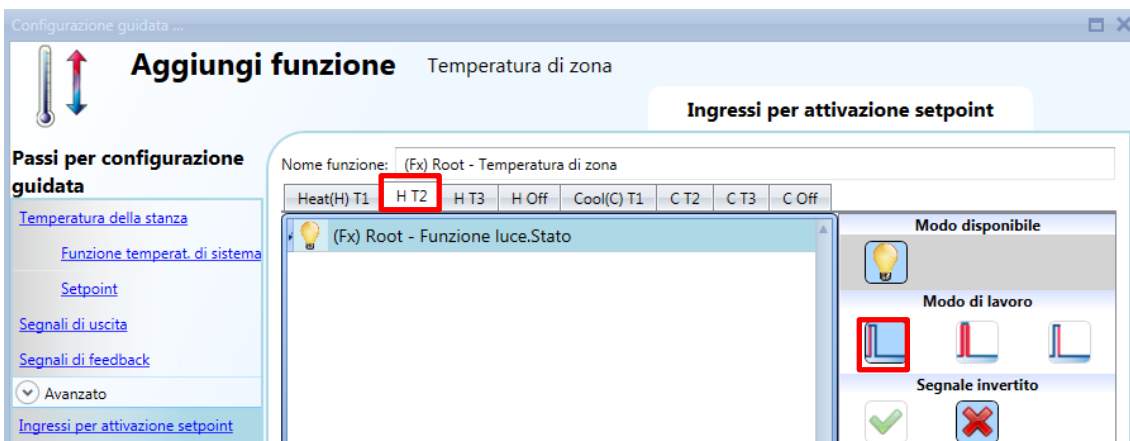 Configurazione guidata ...
Aggiungi funzione Temperatura di zona
Ingressi per attivazione setpoint
Passi per configurazione
guidata
Temperatura della stanza
Funzione temperat. di sistema
Setpoint
Segnali di uscita
Segnali di feedback
Avanzato
Ingressi per attivazione setpoint
Nome funzione: (Fx) Root - Temperatura di zona
Heat(H) T1 H T2 H T3 H Off Cool(C) T1 C T2 C T3 C Off
(Fx) Root - Funzione luce.Stato
Modo disponibile
Modo di lavoro
Segnale invertito